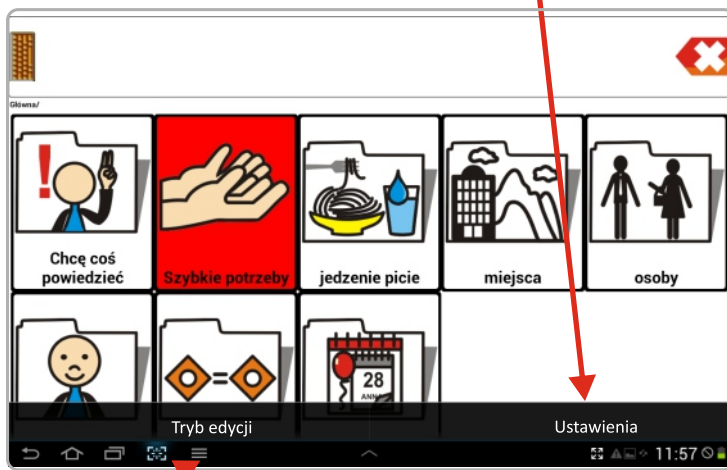 Główna/
Chcę coś
powiedzieć
Szybkie potrzeby
jedzenie picie
miejsca
osoby
28
Tryb edycji
Ustawienia
11:57